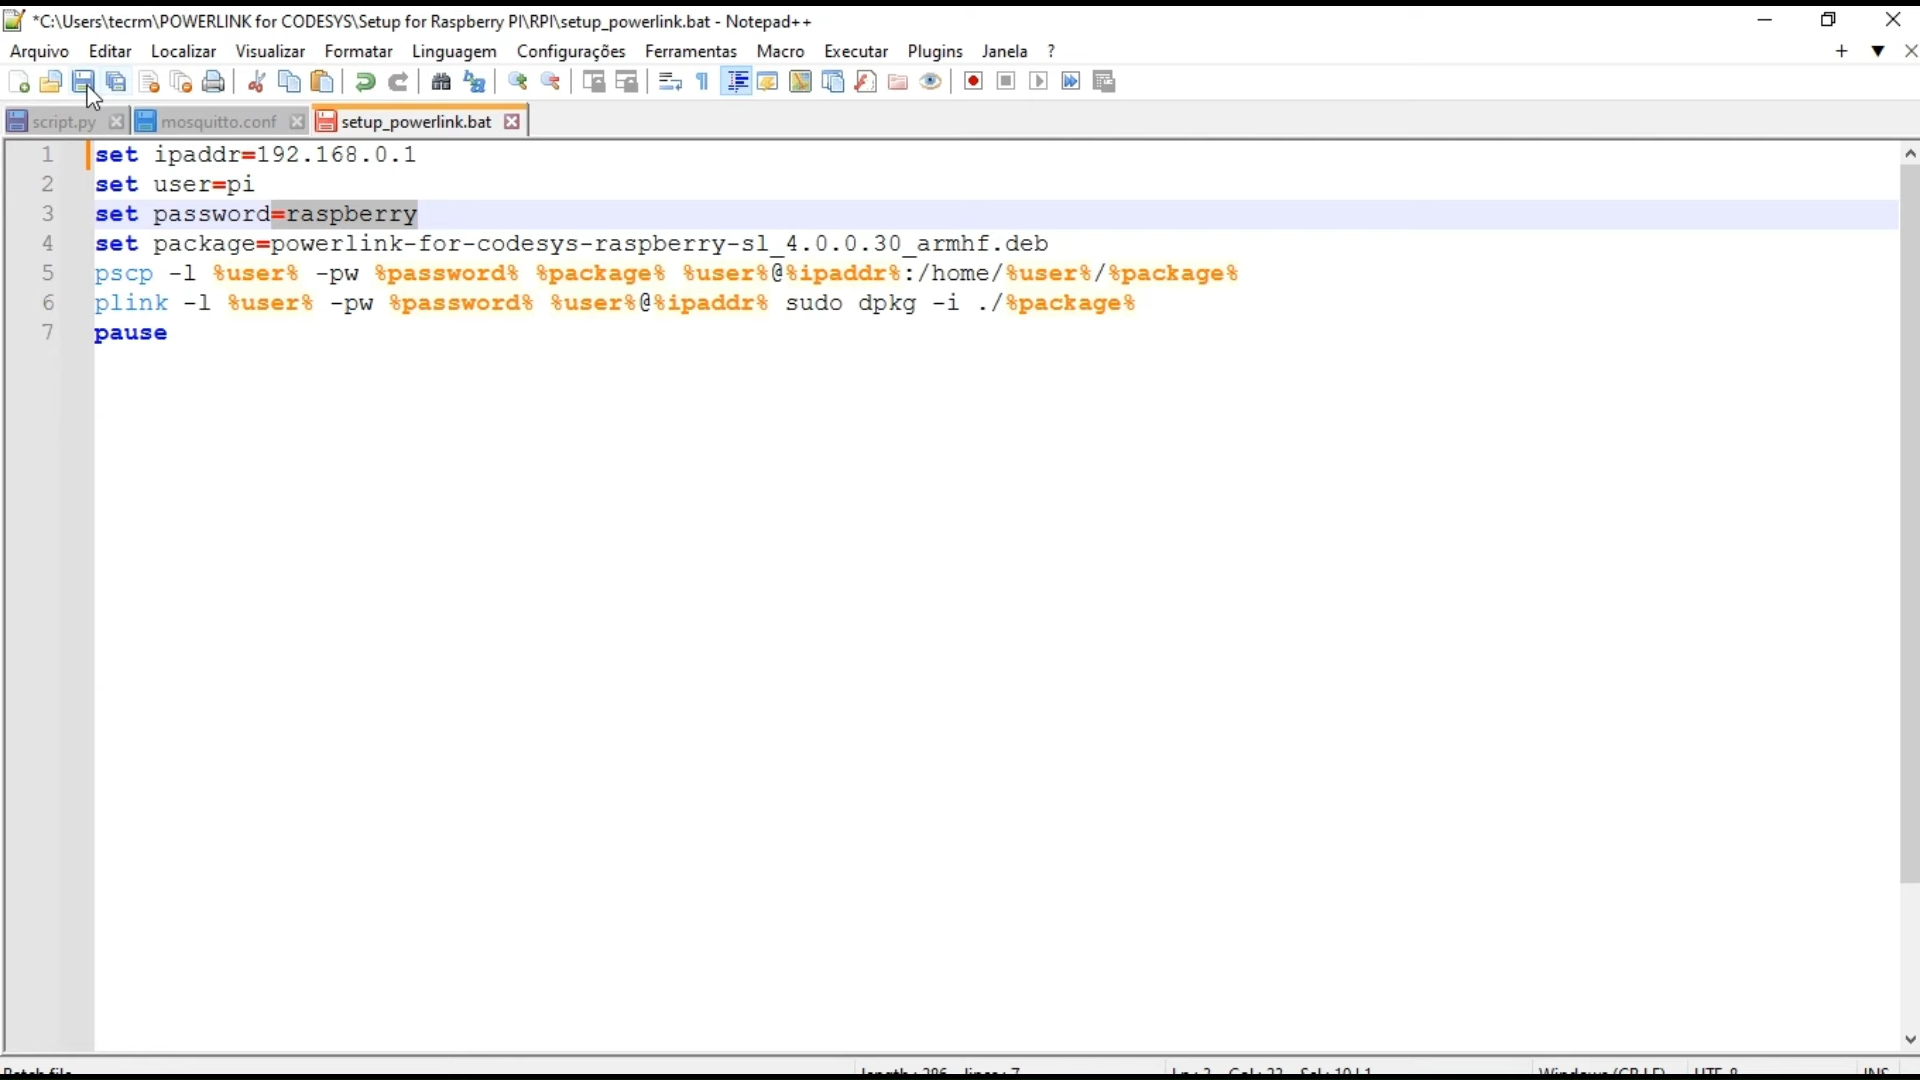 *C:\Users\tecrm\POWERLINK for CODESYS\Setup for Raspberry PI\RPI\setup_powerlink.bat - Notepad++
Arquivo Editar Localizar Visualizar Formatar Linguagem Configurações Ferramentas Macro Executar Plugins Janela ?
script.py mosquitto.conf setup_powerlink.bat
1 set ipaddr=192.168.0.1
2 set user=pi
3 set password=raspberry
4 set package=powerlink-for-codesys-raspberry-sl_4.0.0.30_armhf.deb
5 pscp -l %user% -pw %password% %package% %user%@%ipaddr%:/home/%user%/%package%
6 plink -l %user% -pw %password% %user%@%ipaddr% sudo dpkg -i ./%package%
7 pause